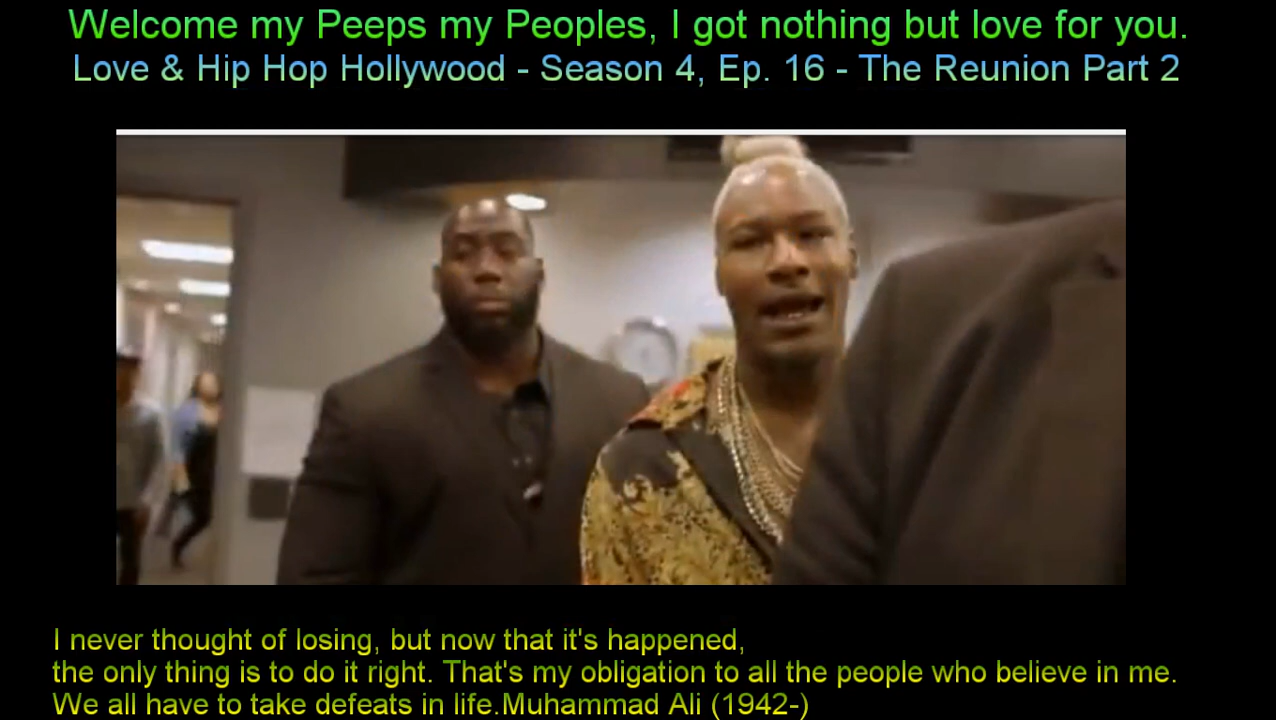 Welcome my Peeps my Peoples, I got nothing but love for you.
Love & Hip Hop Hollywood - Season 4, Ep. 16 - The Reunion Part 2
I never thought of losing, but now that it's happened,
the only thing is to do it right. That's my obligation to all the people who believe in me.
We all have to take defeats in life.Muhammad Ali (1942-)